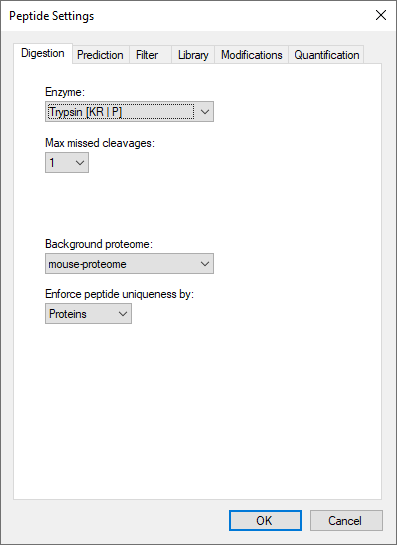 Peptide Settings
Digestion Prediction Filter Library Modifications Quantification
Enzyme:
Trypsin [KR | P]
Max missed cleavages:
1
Background proteome:
mouse-proteome
Enforce peptide uniqueness by:
Proteins
OK Cancel